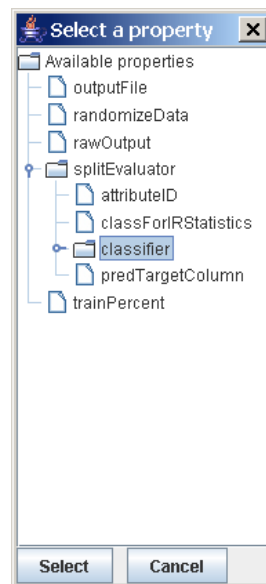 Select a property
Available properties
outputFile
randomizeData
rawOutput
splitEvaluator
attributeID
classForIRStatistics
classifier
predTargetColumn
trainPercent
Select Cancel